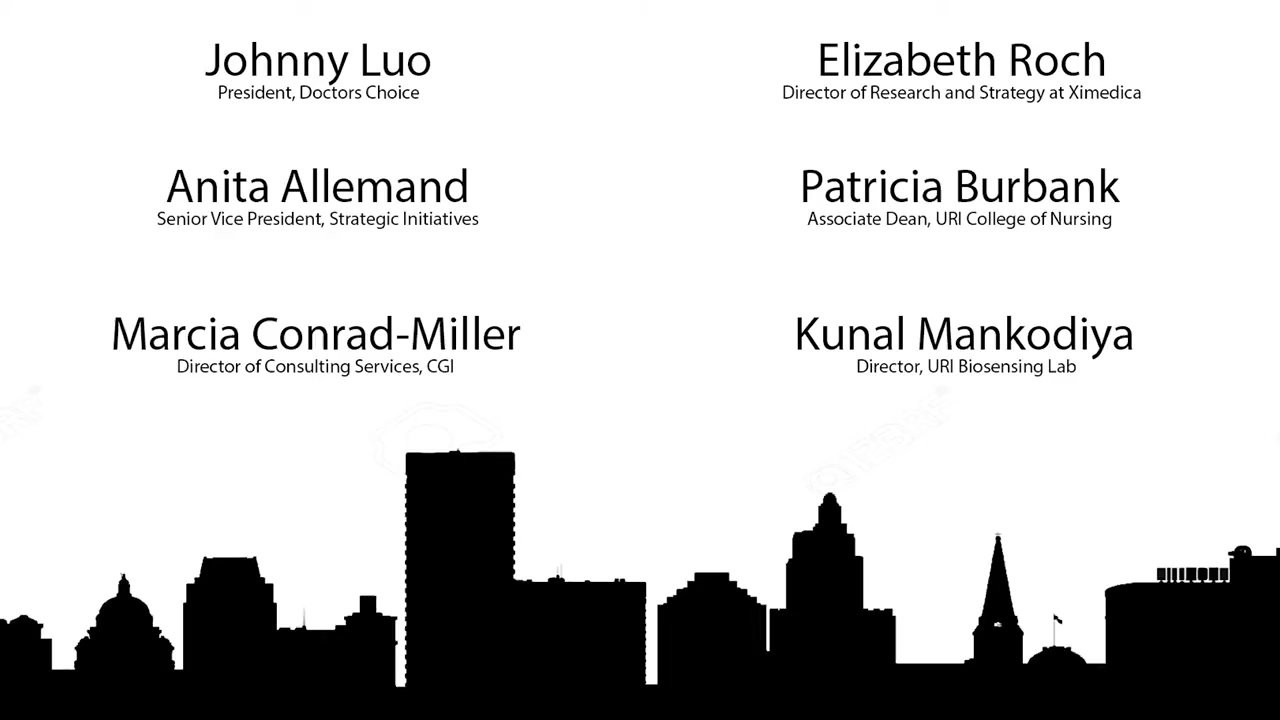 Johnny Luo
President, Doctors Choice
Elizabeth Roch
Director of Research and Strategy at Ximedica
Anita Allemand
Senior Vice President, Strategic Initiatives
Patricia Burbank
Associate Dean, URI College of Nursing
Marcia Conrad-Miller
Director of Consulting Services, CGI
Kunal Mankodiya
Director, URI Biosensing Lab